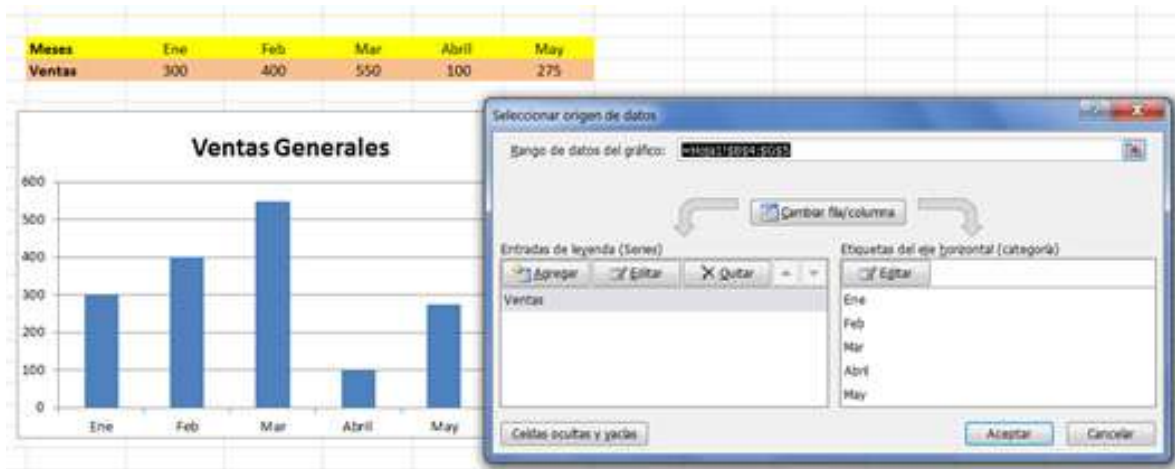 Meses Ene Feb Mar Abril May
Ventas 300 400 550 100 275
Ventas Generales
600
500
400
300
200
100
0
Ene Feb Mar Abril May
Seleccionar origen de datos
Rango de datos del gráfico: =Hoja1!$B$4:$G$5
Cambiar fila/columna
Entradas de leyenda (Series)
Agregar Editar Quitar
Ventas
Etiquetas del eje horizontal (categoría)
Editar
Ene
Feb
Mar
Abril
May
Celdas ocultas y vacías
Aceptar Cancelar